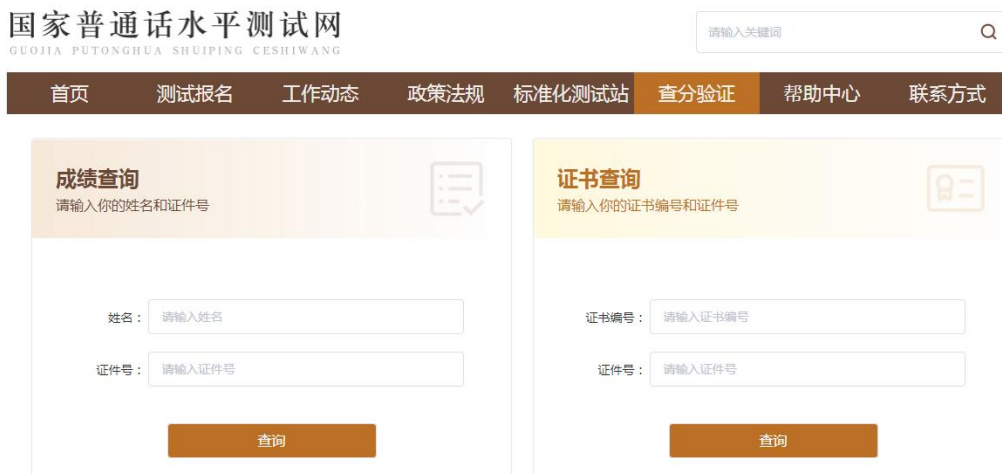 国家普通话水平测试网
GUOJIA PUTONGHUA SHUIPING CESHIWANG
请输入关键词
首页 测试报名 工作动态 政策法规 标准化测试站 查分验证 帮助中心 联系方式
成绩查询
请输入你的姓名和证件号
姓名： 请输入姓名
证件号： 请输入证件号
查询
证书查询
请输入你的证书编号和证件号
证书编号： 请输入证书编号
证件号： 请输入证件号
查询